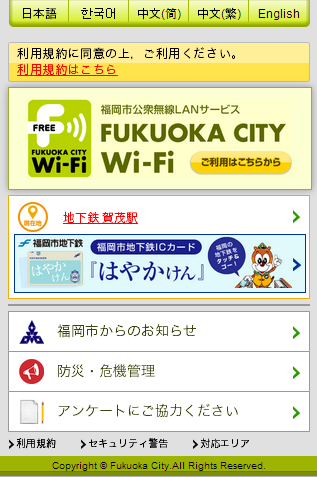 日本語 한국어 中文(简) 中文(繁) English
利用規約に同意の上，ご利用ください。
利用規約はこちら
福岡市公衆無線LANサービス
FREE
FUKUOKA CITY
Wi-Fi
FUKUOKA CITY
Wi-Fi
ご利用はこちらから
現在地
地下鉄 賀茂駅
福岡市地下鉄
はやかけん
福岡市地下鉄ICカード
『はやかけん』
福岡の
地下鉄を
タッチ&
ゴー!
福岡市からのお知らせ
防災・危機管理
アンケートにご協力ください
利用規約 セキュリティ警告 対応エリア
Copyright © Fukuoka City.All Rights Reserved.